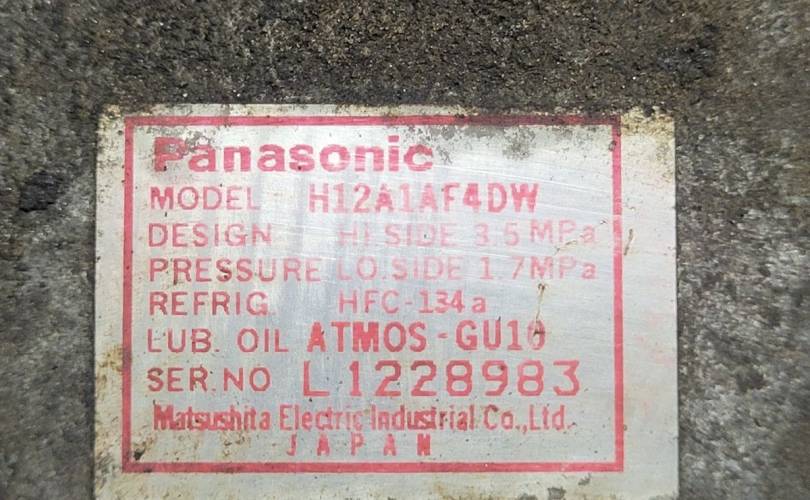 Panasonic
MODEL H12A1AF4DW
DESIGN HI SIDE 3.5 MPa
PRESSURE LO.SIDE 1.7MPa
REFRIG. HFC-134a
LUB. OIL ATMOS-GU10
SER.NO L1228983
Matsushita Electric Industrial Co.,Ltd.
JAPAN